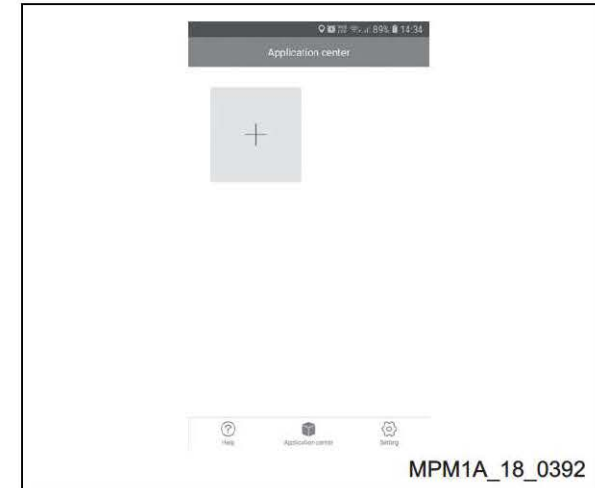 89% 14:34
Application center
Help
Application center
Setting
MPM1A_18_0392